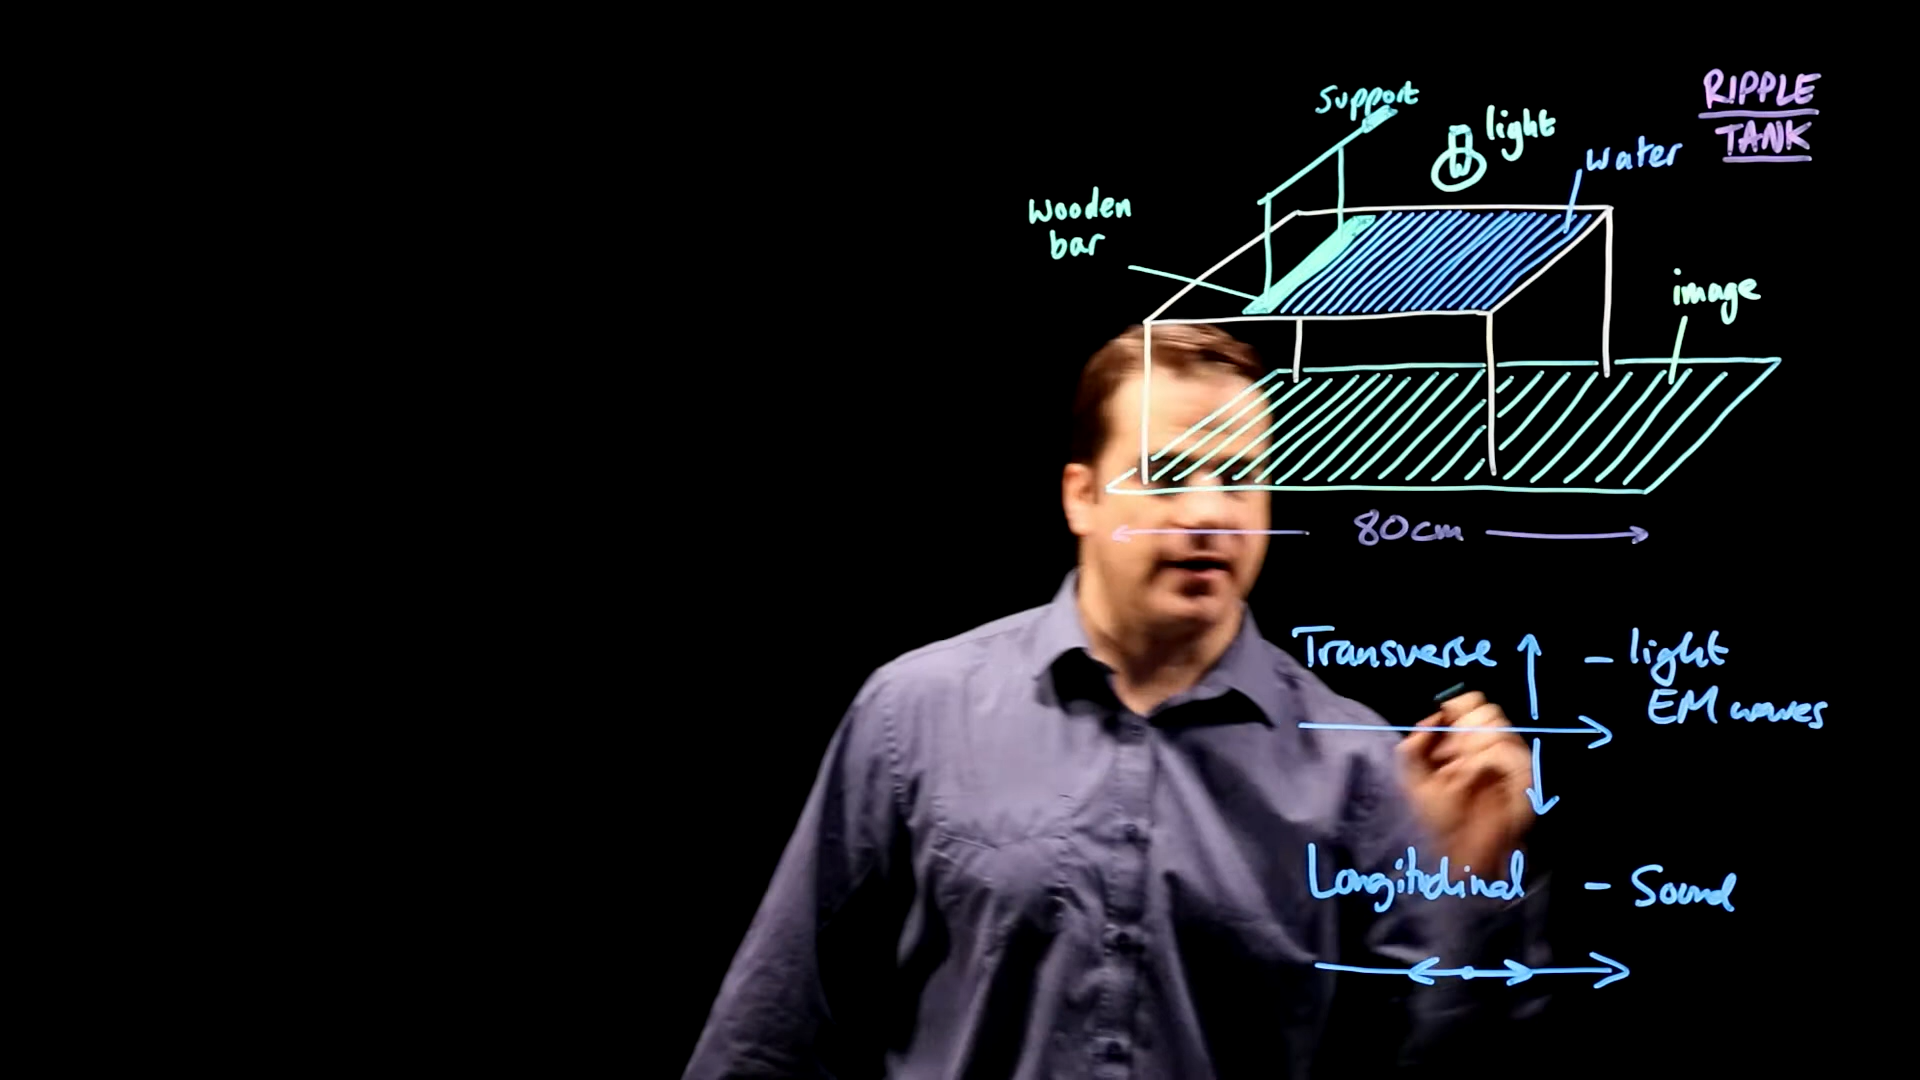 RIPPLE
TANK
support
light
water
Wooden
bar
image
80cm
Transverse - light
EM waves
Longitudinal - Sound